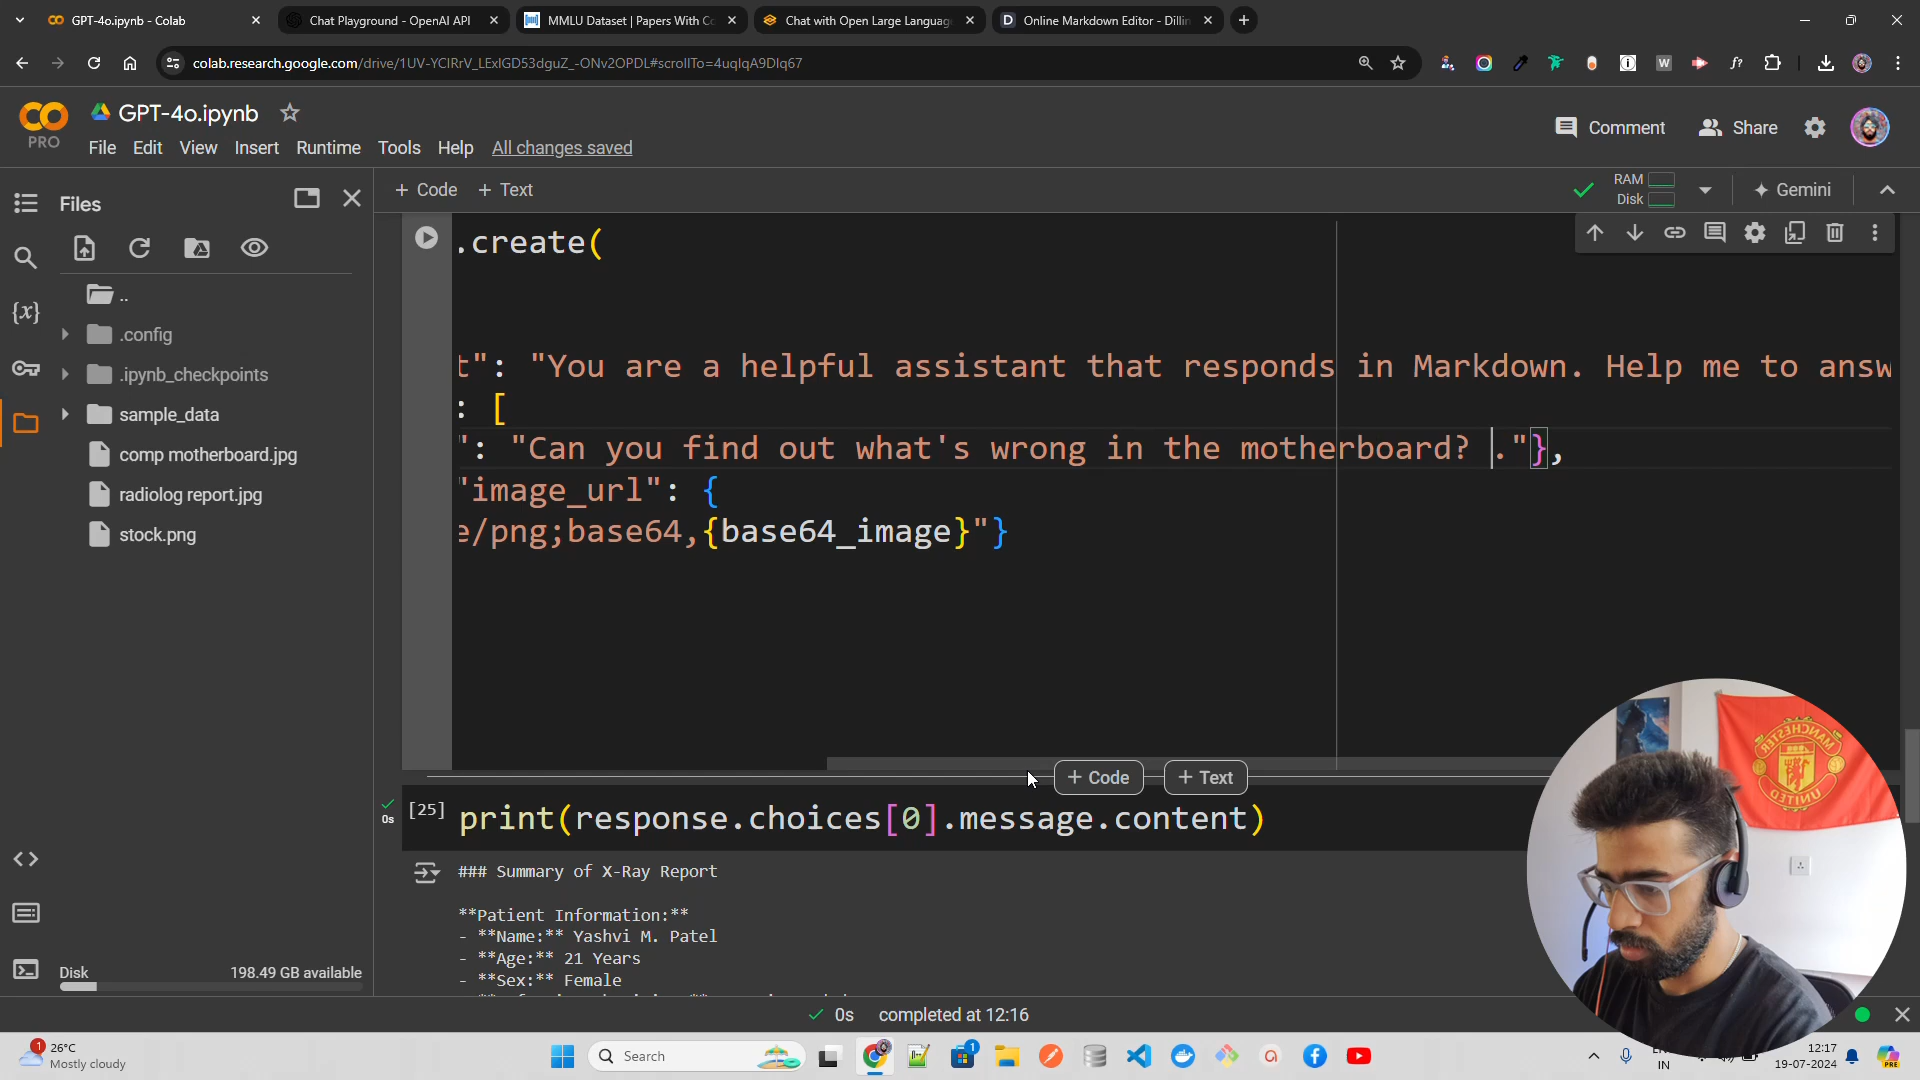 GPT-4o.ipynb - Colab
Chat Playground - OpenAI API
MMLU Dataset | Papers With Co
Chat with Open Large Languag
Online Markdown Editor - Dillin
colab.research.google.com/drive/1UV-YClRrV_LExIGD53dguZ_-ONv2OPDL#scrollTo=4uqIqA9DIq67
GPT-4o.ipynb
PRO
File Edit View Insert Runtime Tools Help All changes saved
Comment
Share
Files
+ Code + Text
RAM
Disk
Gemini
..
.config
.ipynb_checkpoints
sample_data
comp motherboard.jpg
radiolog report.jpg
stock.png
.create(
t": "You are a helpful assistant that responds in Markdown. Help me to answ
: [
": "Can you find out what's wrong in the motherboard? ."},
"image_url": {
e/png;base64,{base64_image}"}
+ Code
+ Text
0s
[25] print(response.choices[0].message.content)
### Summary of X-Ray Report
**Patient Information:**
- **Name:** Yashvi M. Patel
- **Age:** 21 Years
- **Sex:** Female
Disk 198.49 GB available
0s completed at 12:16
MANCHESTER
UNITED
1
26°C
Mostly cloudy
Search
1
IN
12:17
19-07-2024
PRE